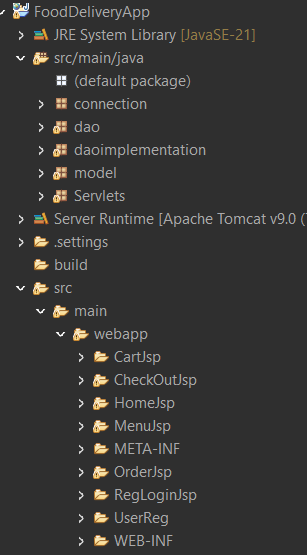 FoodDeliveryApp
JRE System Library [JavaSE-21]
src/main/java
(default package)
connection
dao
daoimplementation
model
Servlets
Server Runtime [Apache Tomcat v9.0 (
.settings
build
src
main
webapp
CartJsp
CheckOutJsp
HomeJsp
MenuJsp
META-INF
OrderJsp
RegLoginJsp
UserReg
WEB-INF